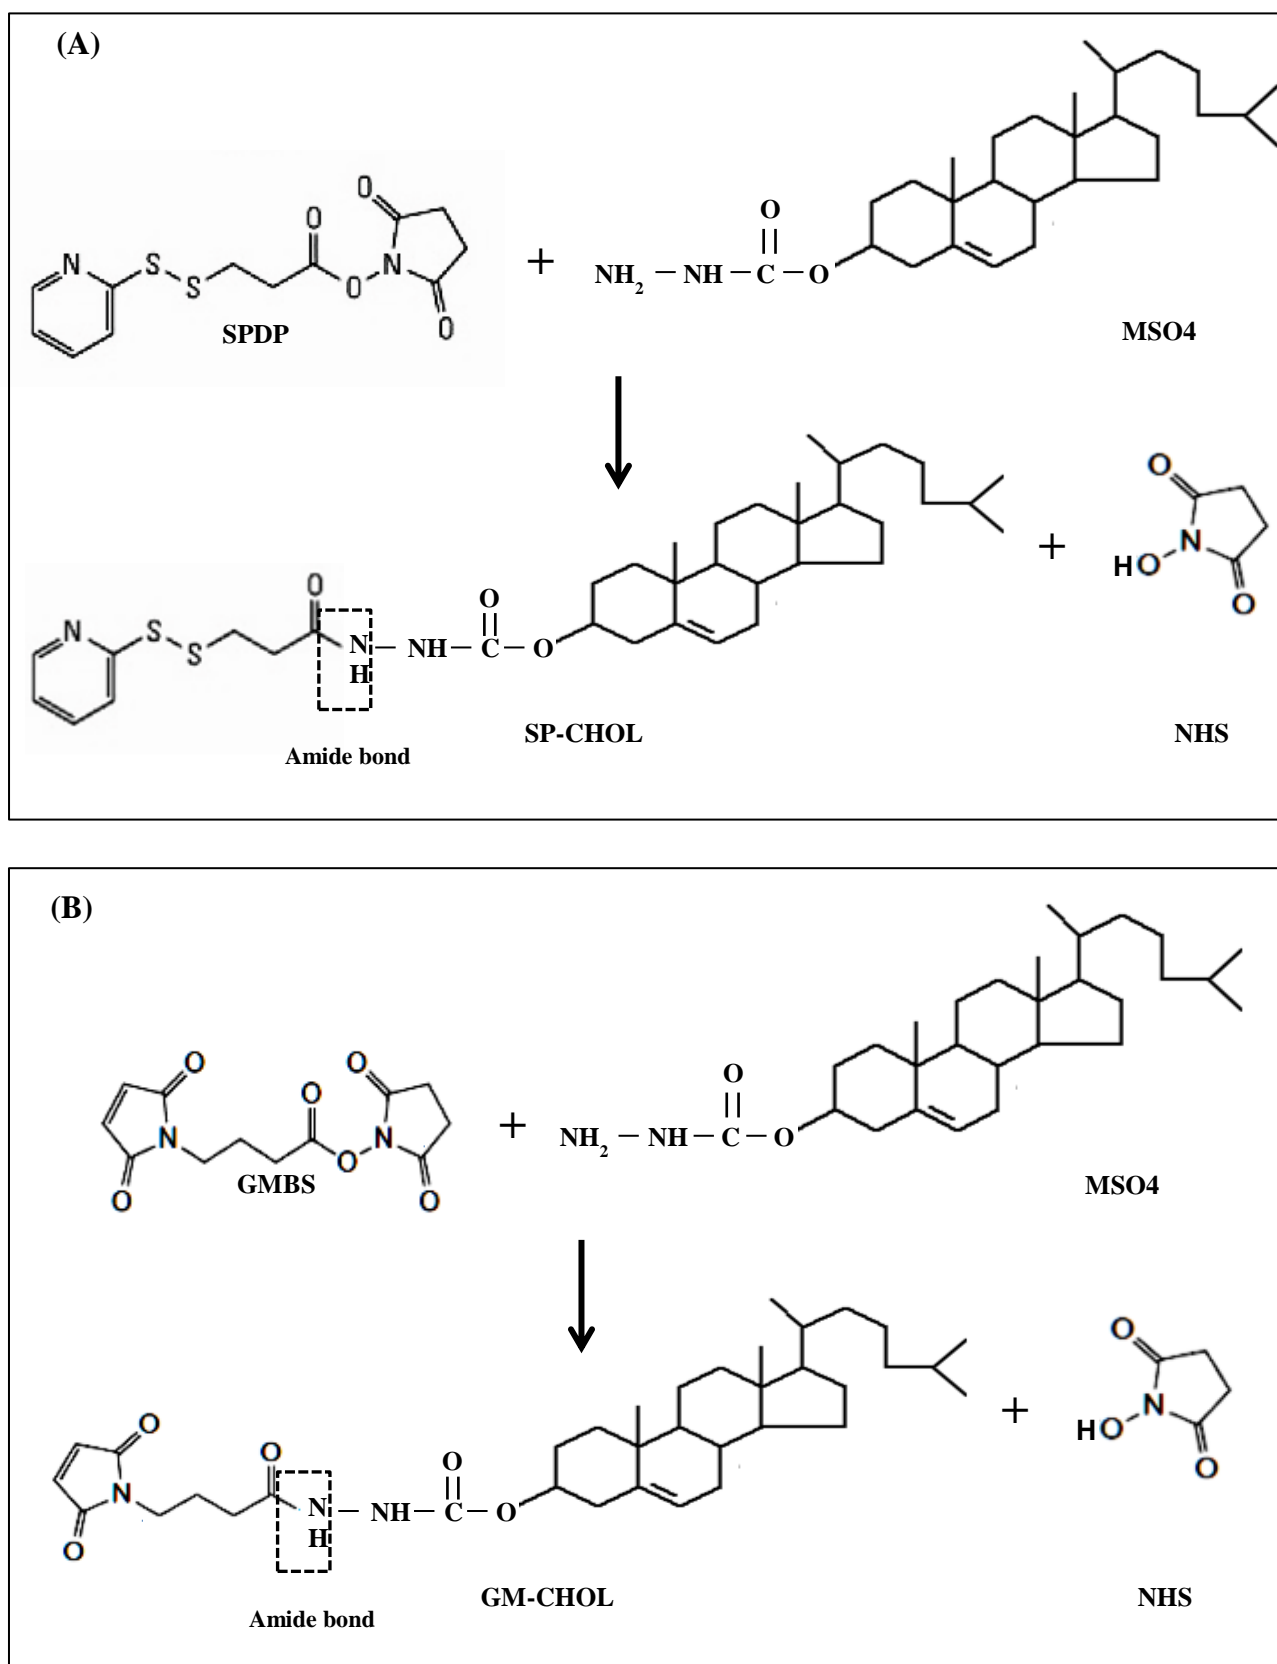 (A)
O
O
O
O
N
S
S
N
O
O
SPDP
+
NH2 – NH – C – O
MSO4
O
O
O
N
HO
O
+
N
S
S
N
H
NH – C – O
Amide bond
SP-CHOL
NHS
(B)
O
O
O
O
O
N
N
O
O
O
GMBS
+
NH2 – NH – C – O
MSO4
O
O
O
O
N
HO
O
+
N
N
H
NH – C – O
O
Amide bond
GM-CHOL
NHS